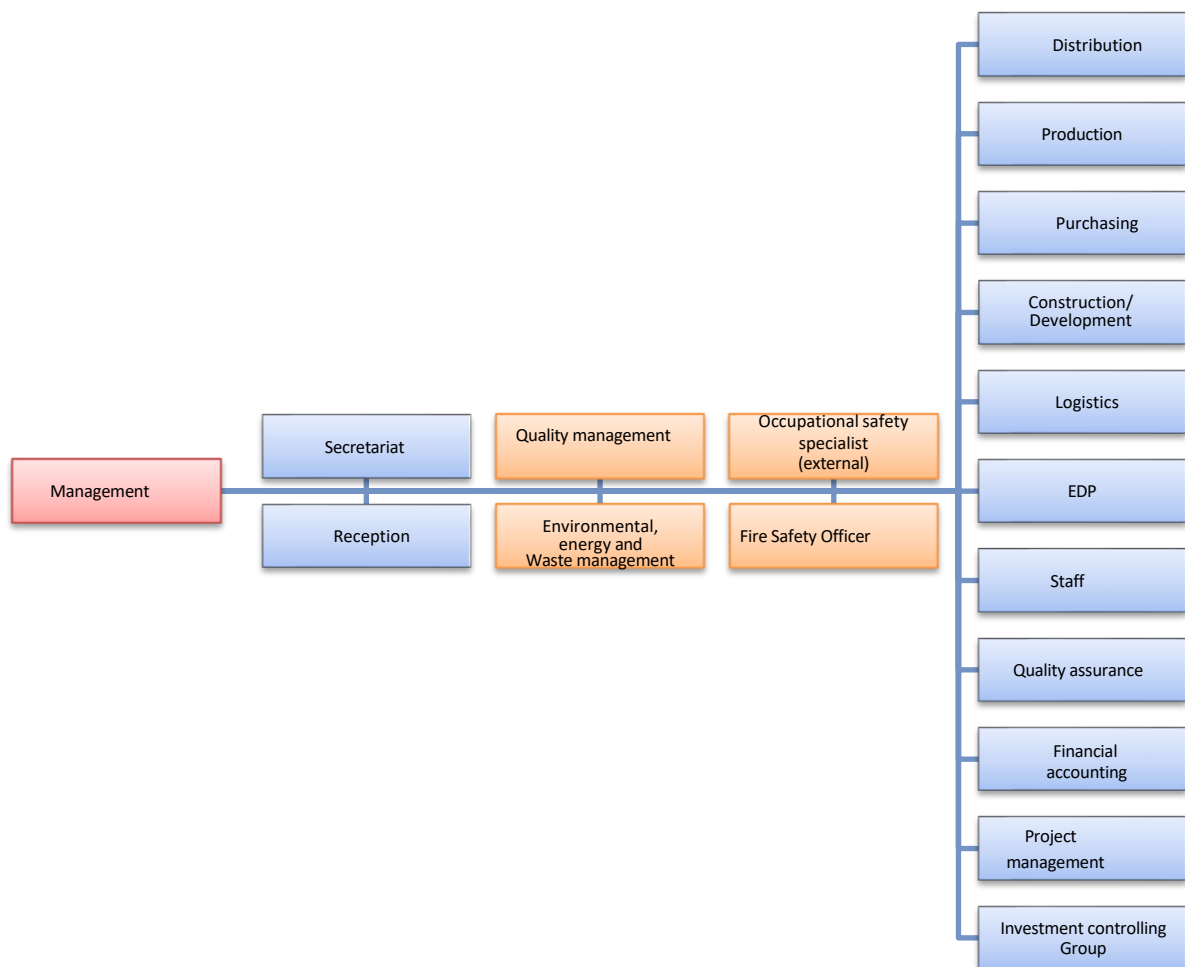 Distribution
Production
Purchasing
Construction/
Development
Logistics
Secretariat
Quality management
Occupational safety
specialist
(external)
Management
EDP
Reception
Environmental,
energy and
Waste management
Fire Safety Officer
Staff
Quality assurance
Financial
accounting
Project
management
Investment controlling
Group